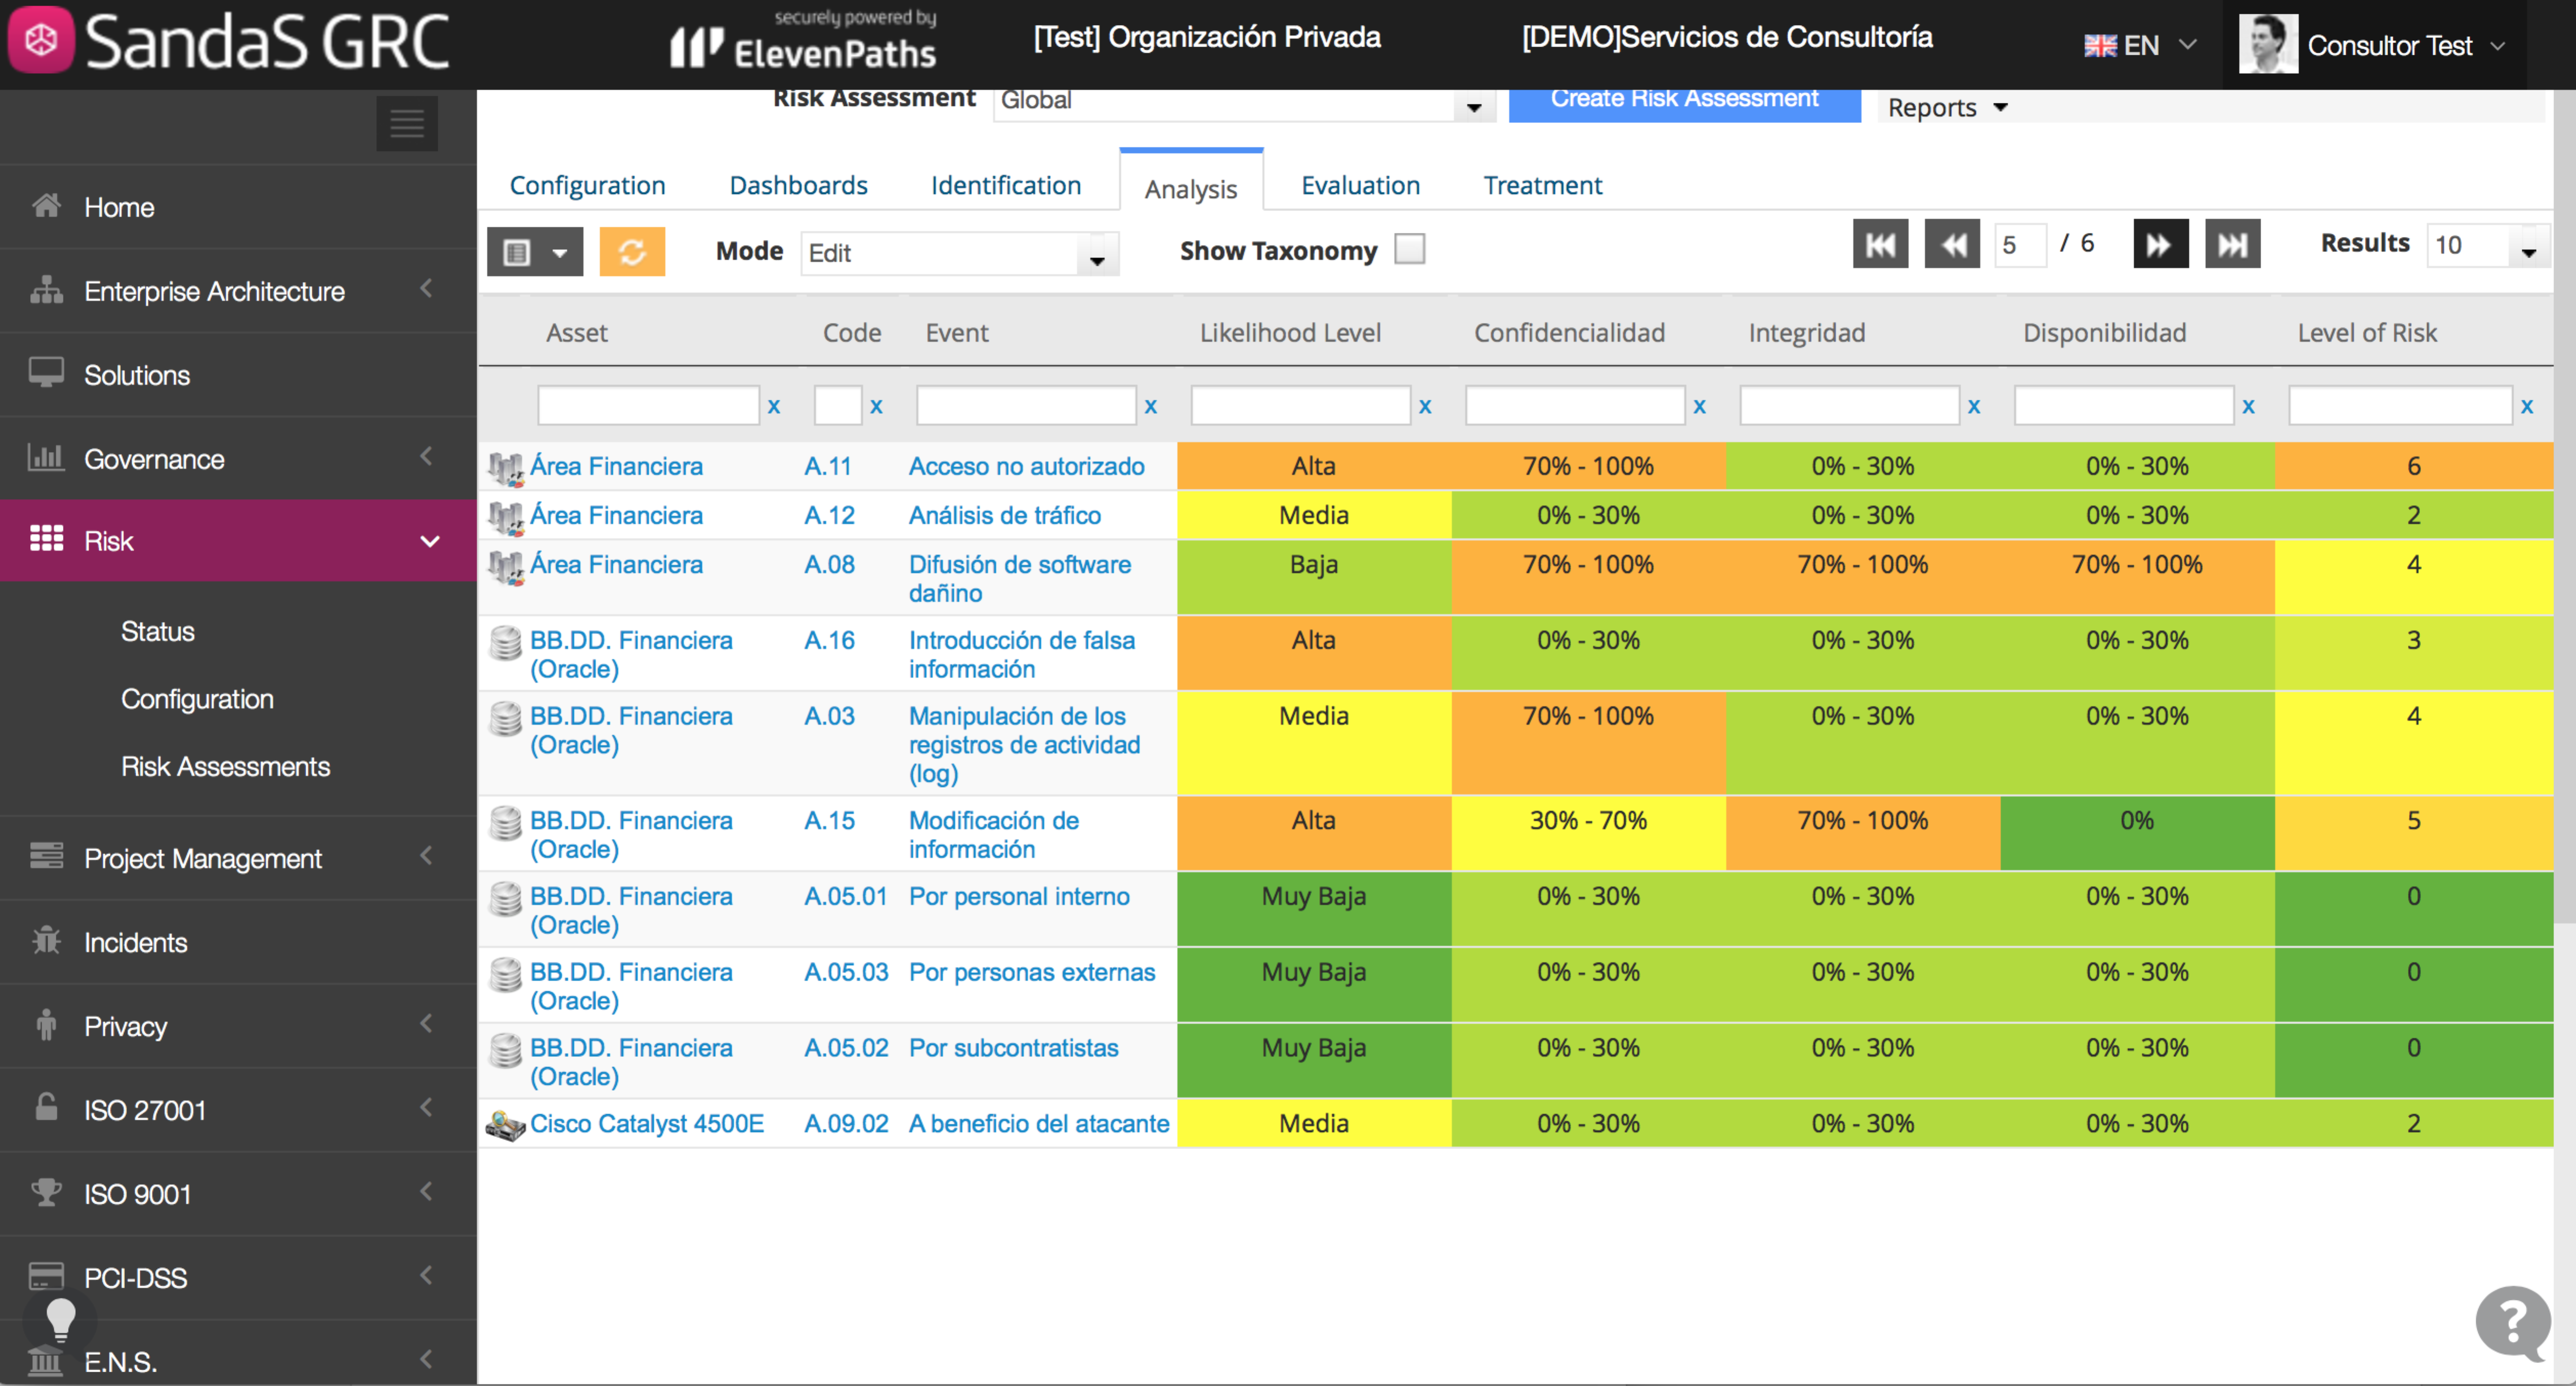 SandaS GRC
securely powered by
ElevenPaths
[Test] Organización Privada
[DEMO]Servicios de Consultoría
EN
Consultor Test
Risk Assessment Global Create Risk Assessment Reports
Configuration Dashboards Identification Analysis Evaluation Treatment
Mode Edit Show Taxonomy 5 / 6 Results 10
Home
Enterprise Architecture
Solutions
Governance
Risk
Status
Configuration
Risk Assessments
Project Management
Incidents
Privacy
ISO 27001
ISO 9001
PCI-DSS
E.N.S.
Asset Code Event Likelihood Level Confidencialidad Integridad Disponibilidad Level of Risk
x x x x x x x x
Área Financiera A.11 Acceso no autorizado Alta 70% - 100% 0% - 30% 0% - 30% 6
Área Financiera A.12 Análisis de tráfico Media 0% - 30% 0% - 30% 0% - 30% 2
Área Financiera A.08 Difusión de software Baja 70% - 100% 70% - 100% 70% - 100% 4
dañino
BB.DD. Financiera A.16 Introducción de falsa Alta 0% - 30% 0% - 30% 0% - 30% 3
(Oracle) información
BB.DD. Financiera A.03 Manipulación de los Media 70% - 100% 0% - 30% 0% - 30% 4
(Oracle) registros de actividad
(log)
BB.DD. Financiera A.15 Modificación de Alta 30% - 70% 70% - 100% 0% 5
(Oracle) información
BB.DD. Financiera A.05.01 Por personal interno Muy Baja 0% - 30% 0% - 30% 0% - 30% 0
(Oracle)
BB.DD. Financiera A.05.03 Por personas externas Muy Baja 0% - 30% 0% - 30% 0% - 30% 0
(Oracle)
BB.DD. Financiera A.05.02 Por subcontratistas Muy Baja 0% - 30% 0% - 30% 0% - 30% 0
(Oracle)
Cisco Catalyst 4500E A.09.02 A beneficio del atacante Media 0% - 30% 0% - 30% 0% - 30% 2
?